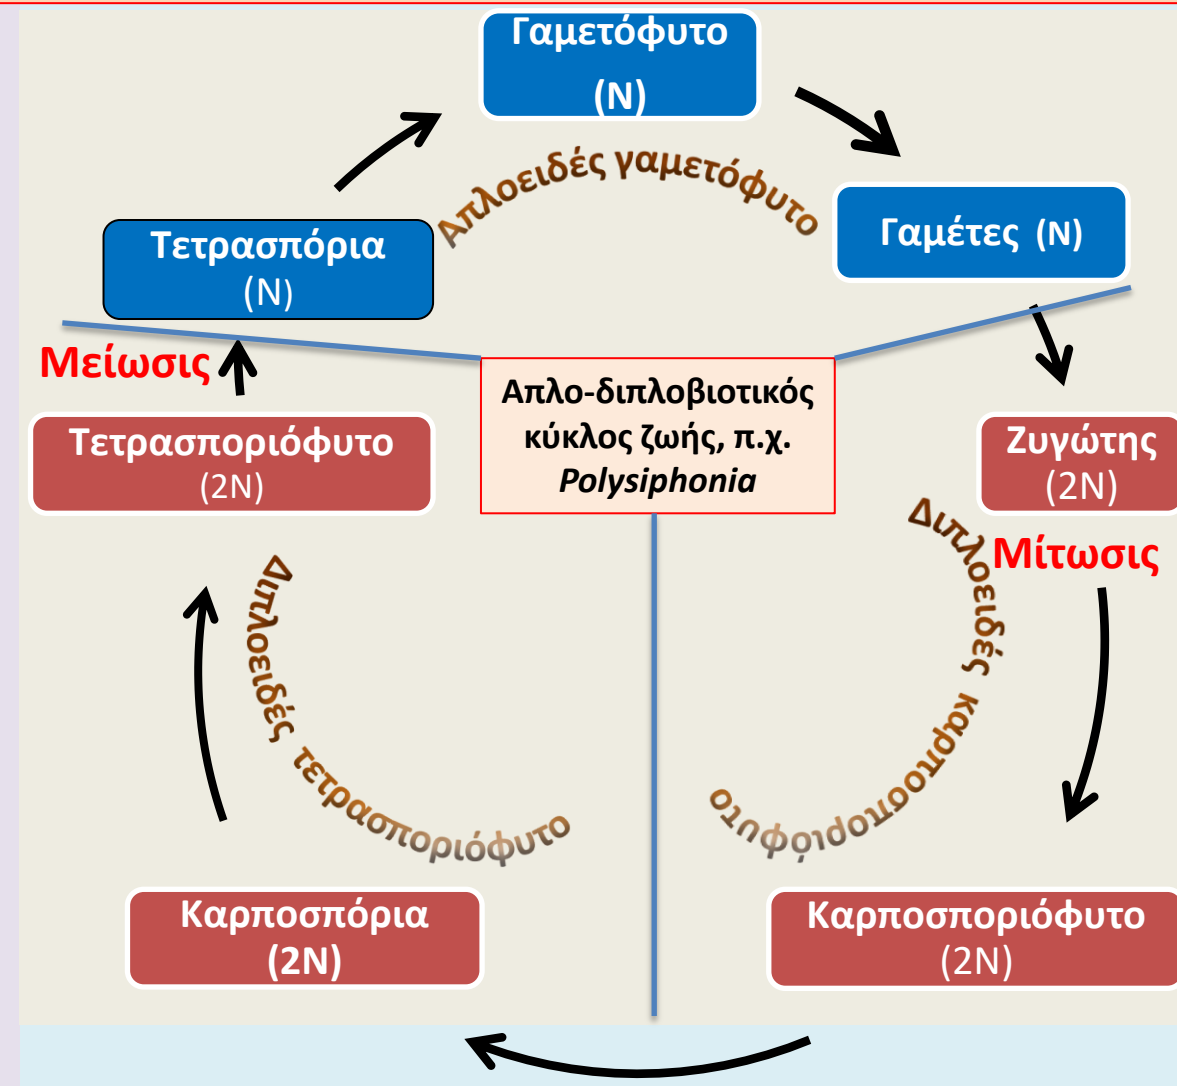 Γαμετόφυτο
(N)
Απλοειδές γαμετόφυτο
Γαμέτες (N)
Τετρασπόρια
(N)
Μείωσις
Απλο-διπλοβιοτικός
κύκλος ζωής, π.χ.
Polysiphonia
Τετρασποριόφυτο
(2N)
Ζυγώτης
(2N)
Μίτωσις
Διπλοειδές τετρασποριόφυτο
Διπλοειδές καρποσποριόφυτο
Καρποσπόρια
(2N)
Καρποσποριόφυτο
(2N)